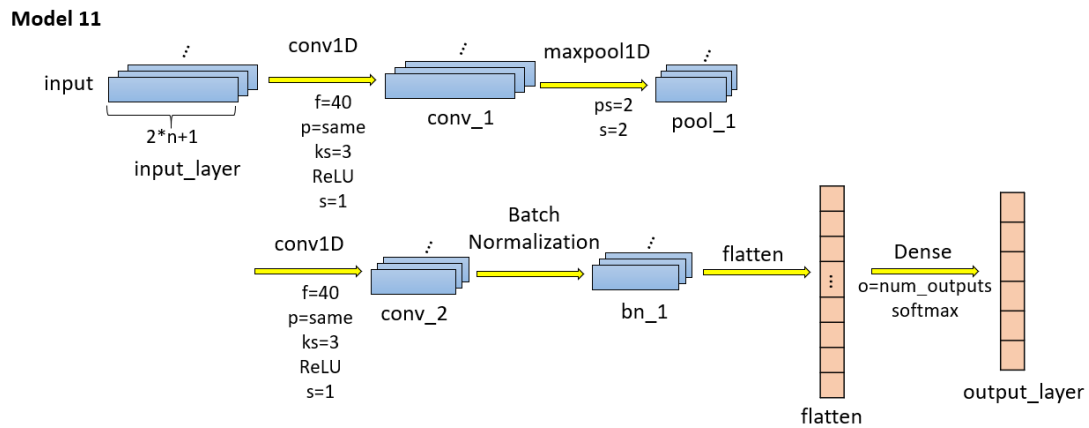 Model 11
input
2*n+1
input_layer
conv1D
f=40
p=same
ks=3
ReLU
s=1
conv_1
maxpool1D
ps=2
s=2
pool_1
conv1D
f=40
p=same
ks=3
ReLU
s=1
conv_2
Batch
Normalization
bn_1
flatten
flatten
Dense
o=num_outputs
softmax
output_layer